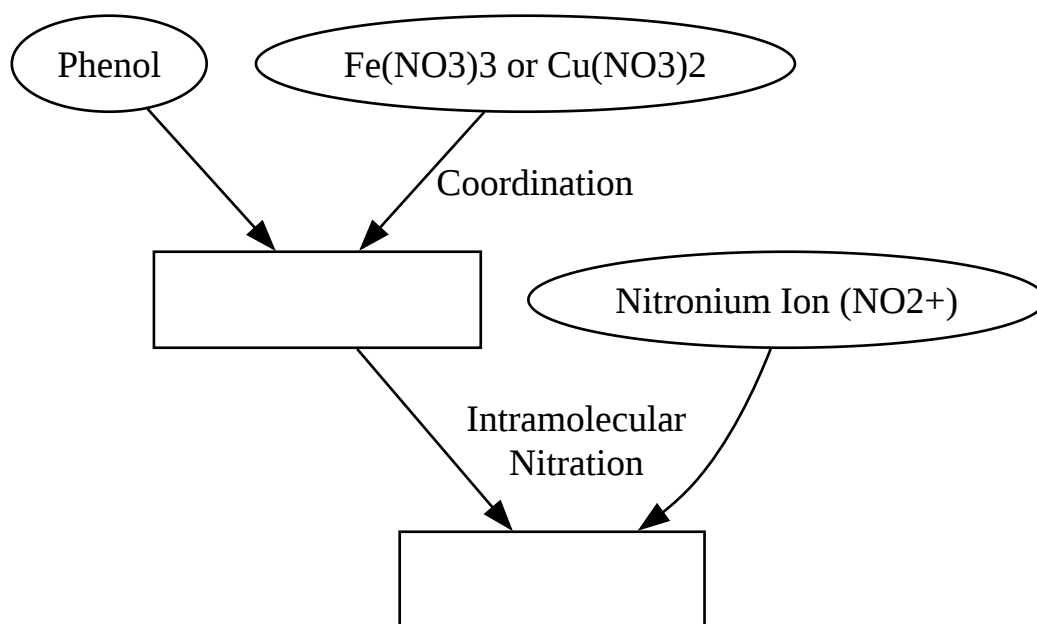 Phenol
Fe(NO3)3 or Cu(NO3)2
Coordination
Nitronium Ion (NO2+)
Intramolecular
Nitration